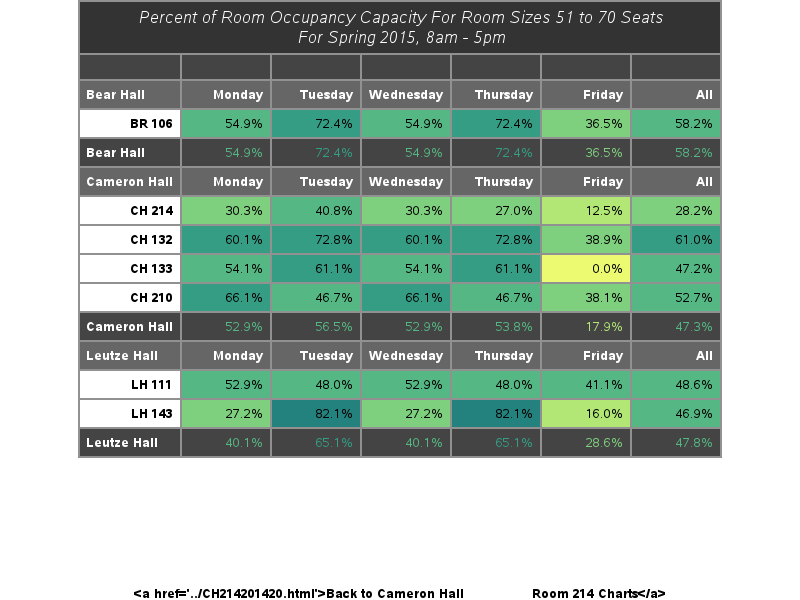 Percent of Room Occupancy Capacity For Room Sizes 51 to 70 Seats
For Spring 2015, 8am - 5pm
Bear Hall Monday Tuesday Wednesday Thursday Friday All
BR 106 54.9% 72.4% 54.9% 72.4% 36.5% 58.2%
Bear Hall 54.9% 72.4% 54.9% 72.4% 36.5% 58.2%
Cameron Hall Monday Tuesday Wednesday Thursday Friday All
CH 214 30.3% 40.8% 30.3% 27.0% 12.5% 28.2%
CH 132 60.1% 72.8% 60.1% 72.8% 38.9% 61.0%
CH 133 54.1% 61.1% 54.1% 61.1% 0.0% 47.2%
CH 210 66.1% 46.7% 66.1% 46.7% 38.1% 52.7%
Cameron Hall 52.9% 56.5% 52.9% 53.8% 17.9% 47.3%
Leutze Hall Monday Tuesday Wednesday Thursday Friday All
LH 111 52.9% 48.0% 52.9% 48.0% 41.1% 48.6%
LH 143 27.2% 82.1% 27.2% 82.1% 16.0% 46.9%
Leutze Hall 40.1% 65.1% 40.1% 65.1% 28.6% 47.8%
<a href='../CH214201420.html'>Back to Cameron Hall Room 214 Charts</a>